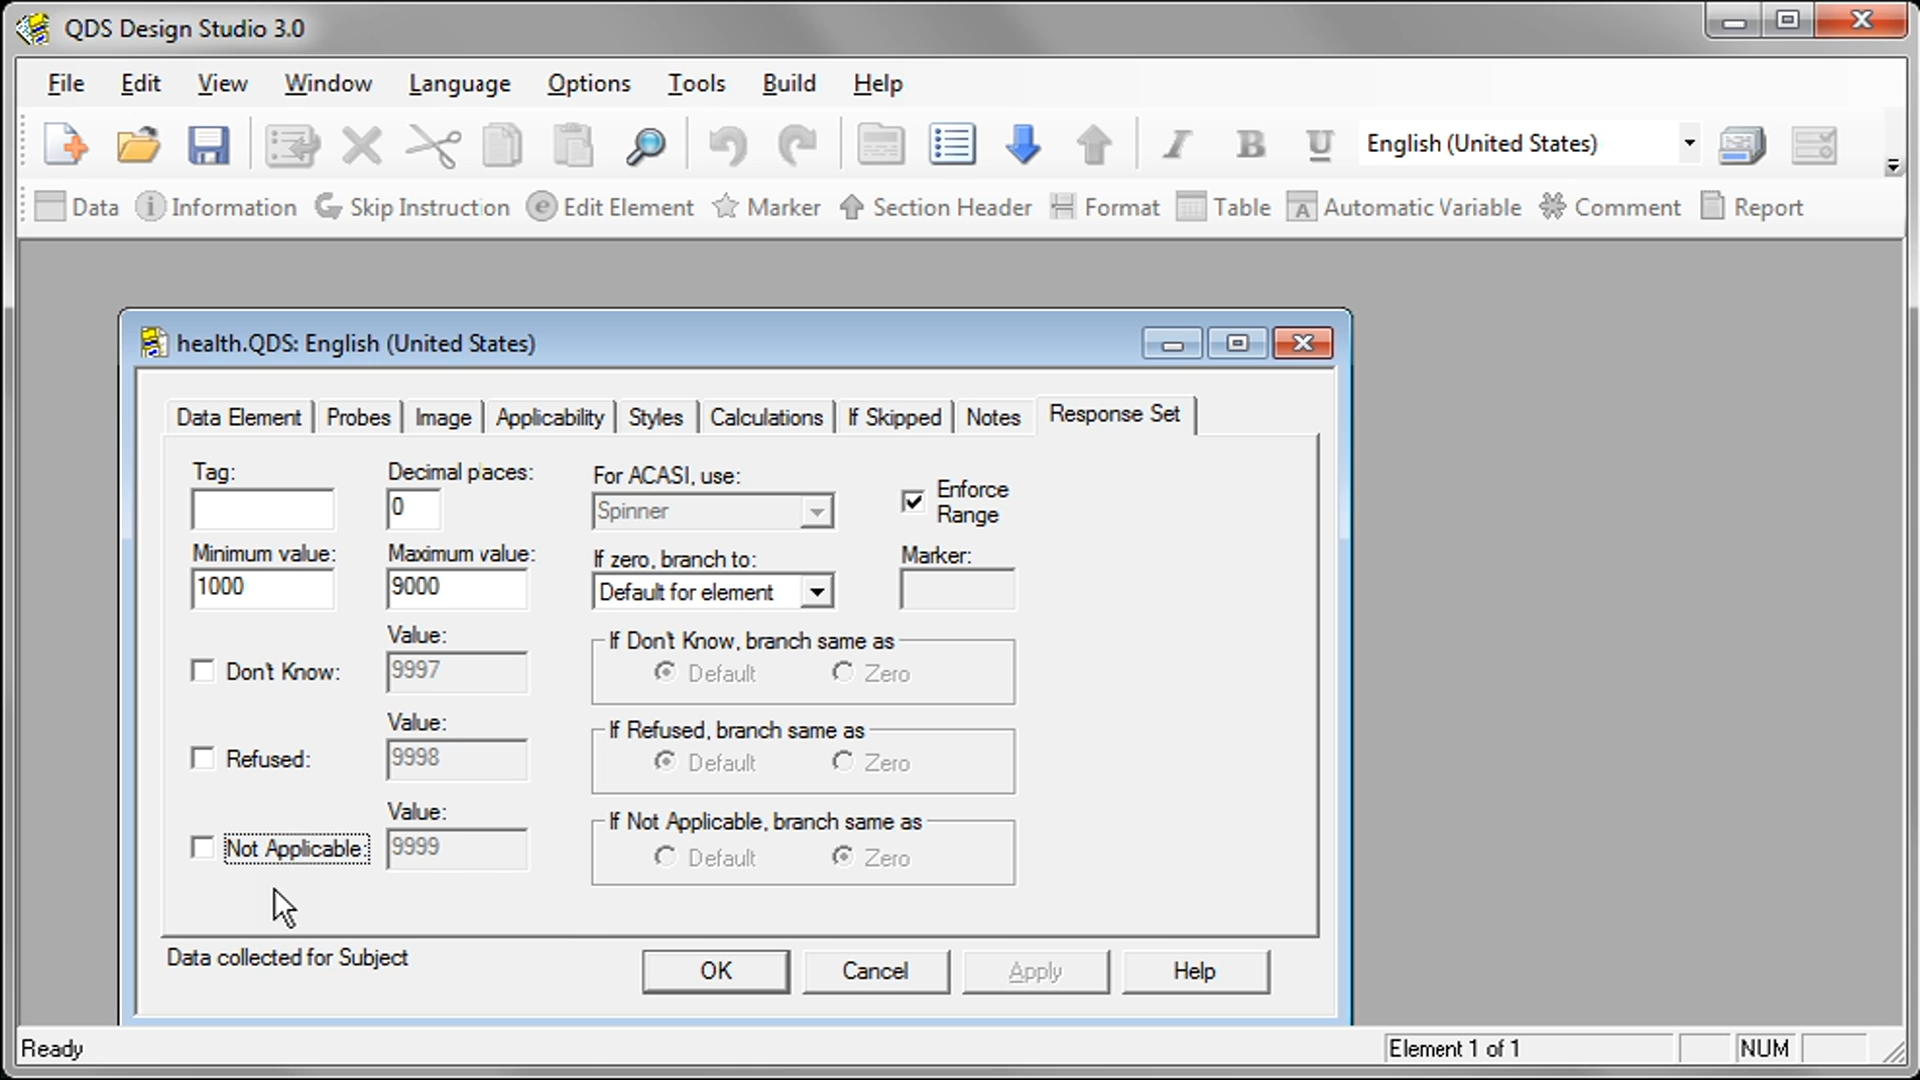 QDS Design Studio 3.0
File Edit View Window Language Options Tools Build Help
I B U English (United States)
Data Information Skip Instruction Edit Element Marker Section Header Format Table Automatic Variable Comment Report
health.QDS: English (United States)
Data Element Probes Image Applicability Styles Calculations If Skipped Notes Response Set
Tag: Decimal places: For ACASI, use: Enforce Range
0 Spinner
Minimum value: Maximum value: If zero, branch to: Marker:
1000 9000 Default for element
Value: If Don't Know, branch same as
Don't Know: 9997 Default Zero
Value: If Refused, branch same as
Refused: 9998 Default Zero
Value: If Not Applicable, branch same as
Not Applicable: 9999 Default Zero
Data collected for Subject OK Cancel Apply Help
Ready Element 1 of 1 NUM